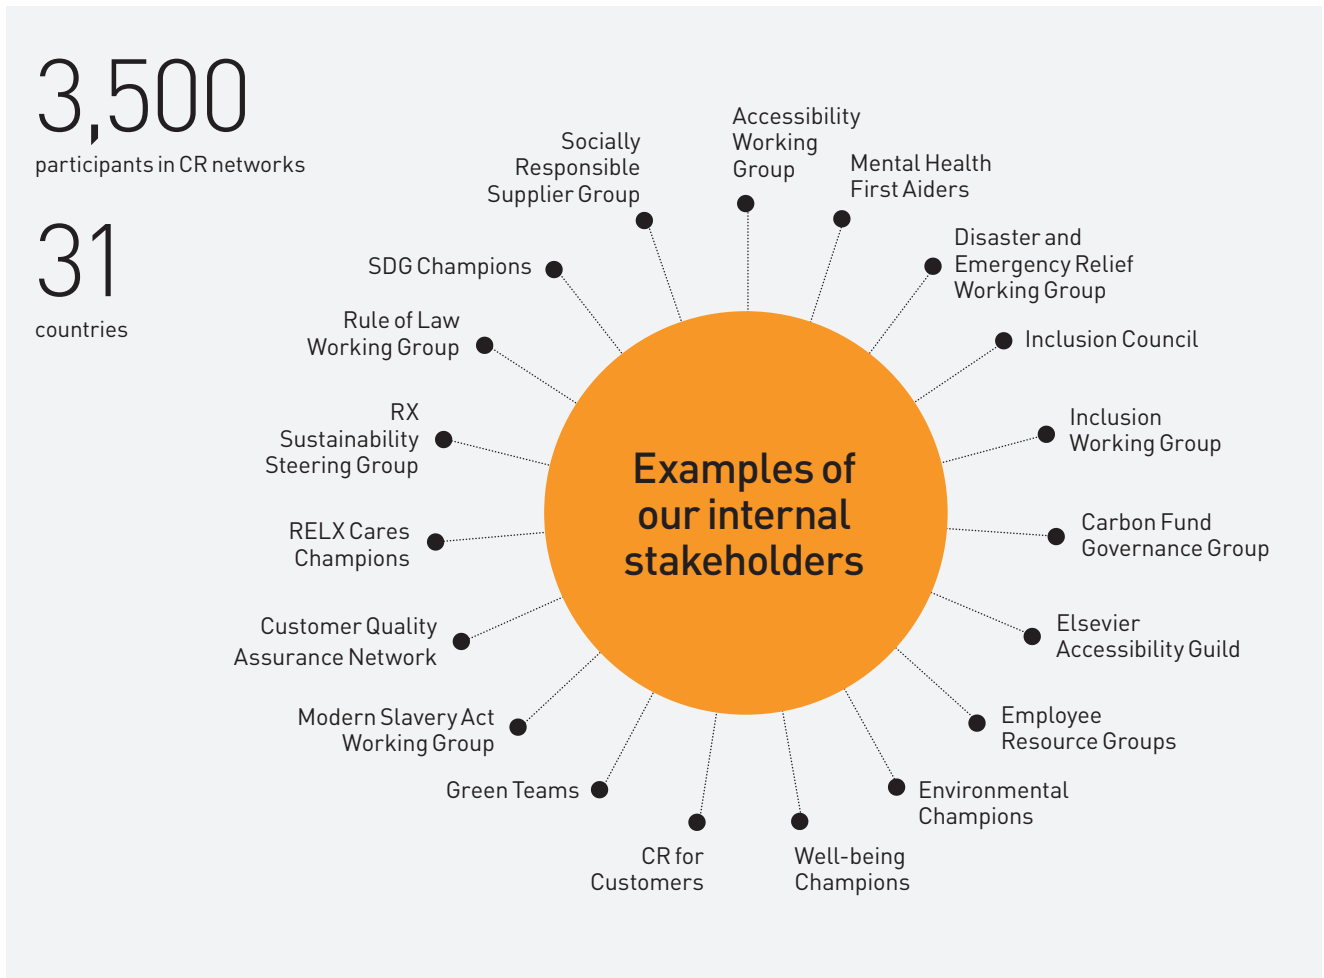 3,500
participants in CR networks
31
countries
Accessibility
Working
Group
Mental Health
First Aiders
Disaster and
Emergency Relief
Working Group
Inclusion Council
Inclusion
Working Group
Carbon Fund
Governance Group
Elsevier
Accessibility Guild
Employee
Resource Groups
Environmental
Champions
Well-being
Champions
CR for
Customers
Green Teams
Modern Slavery Act
Working Group
Customer Quality
Assurance Network
RELX Cares
Champions
RX
Sustainability
Steering Group
Rule of Law
Working Group
SDG Champions
Socially
Responsible
Supplier Group
Examples of
our internal
stakeholders